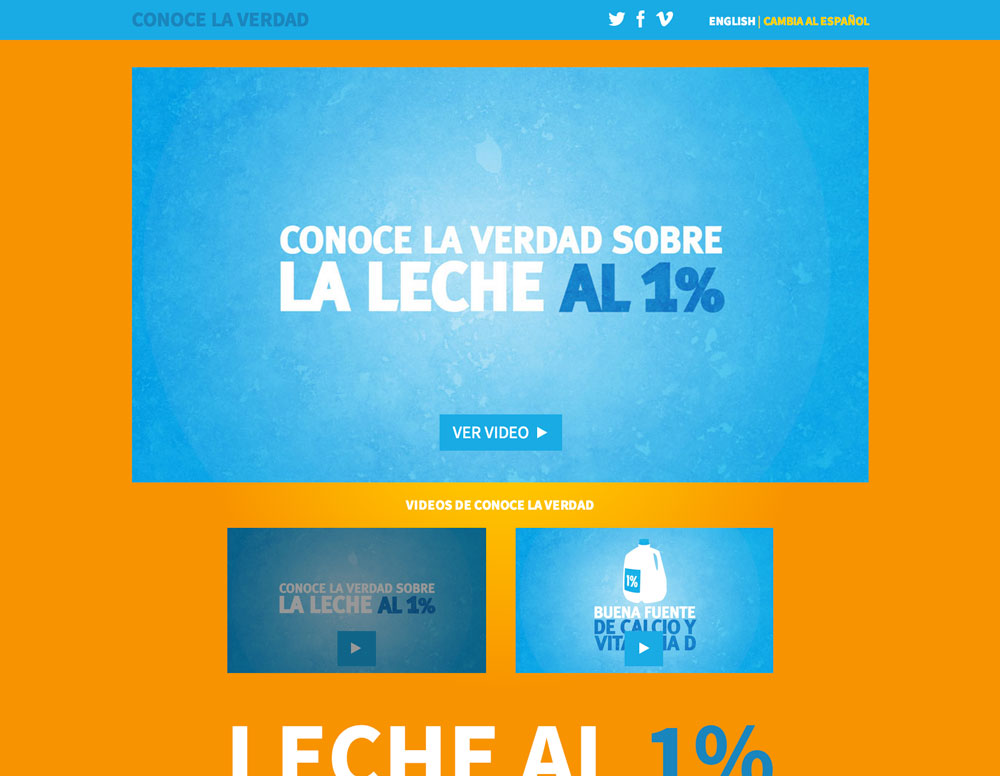 CONOCE LA VERDAD
ENGLISH | CAMBIA AL ESPAÑOL
CONOCE LA VERDAD SOBRE
LA LECHE AL 1%
VER VIDEO
VIDEOS DE CONOCE LA VERDAD
CONOCE LA VERDAD SOBRE
LA LECHE AL 1%
1%
BUENA FUENTE
DE CALCIO Y
D
LECHE AL 1%